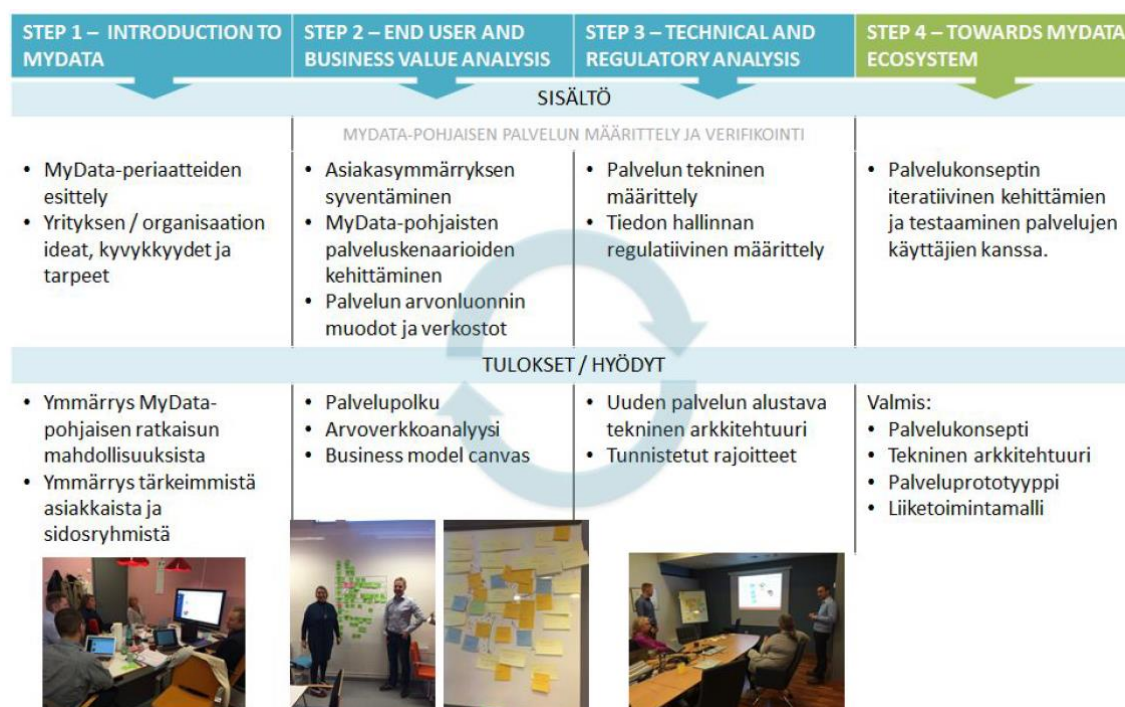 STEP 1 – INTRODUCTION TO
MYDATA
STEP 2 – END USER AND
BUSINESS VALUE ANALYSIS
STEP 3 – TECHNICAL AND
REGULATORY ANALYSIS
STEP 4 – TOWARDS MYDATA
ECOSYSTEM
SISÄLTÖ
MYDATA-POHJAISEN PALVELUN MÄÄRITTELY JA VERIFIKOINTI
• MyData-periaatteiden
esittely
• Yrityksen / organisaation
ideat, kyvykkyydet ja
tarpeet
• Asiakasymmärryksen
syventäminen
• MyData-pohjaisten
palveluskenaarioiden
kehittäminen
• Palvelun arvonluonnin
muodot ja verkostot
• Palvelun tekninen
määrittely
• Tiedon hallinnan
regulatiivinen määrittely
• Palvelukonseptin
iteratiivinen kehittämien
ja testaaminen palvelujen
käyttäjien kanssa.
TULOKSET / HYÖDYT
• Ymmärrys MyData-
pohjaisen ratkaisun
mahdollisuuksista
• Ymmärrys tärkeimmistä
asiakkaista ja
sidosryhmistä
• Palvelupolku
• Arvoverkkoanalyysi
• Business model canvas
• Uuden palvelun alustava
tekninen arkkitehtuuri
• Tunnistetut rajoitteet
Valmis:
• Palvelukonsepti
• Tekninen arkkitehtuuri
• Palveluprototyyppi
• Liiketoimintamalli